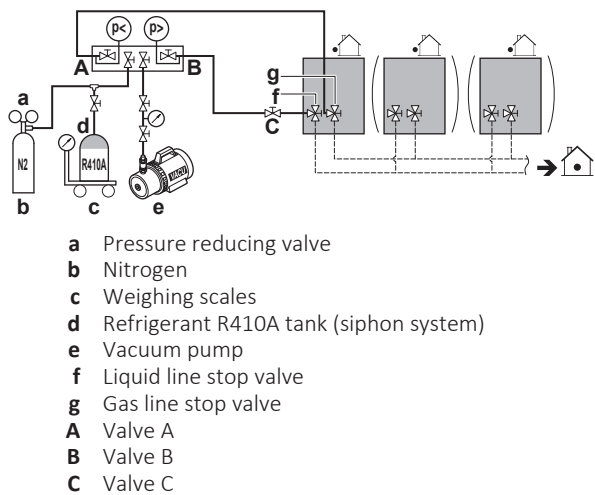 p<
p>
A
B
g
f
C
a
d
N2
R410A
VACU
b
c
e
a Pressure reducing valve
b Nitrogen
c Weighing scales
d Refrigerant R410A tank (siphon system)
e Vacuum pump
f Liquid line stop valve
g Gas line stop valve
A Valve A
B Valve B
C Valve C